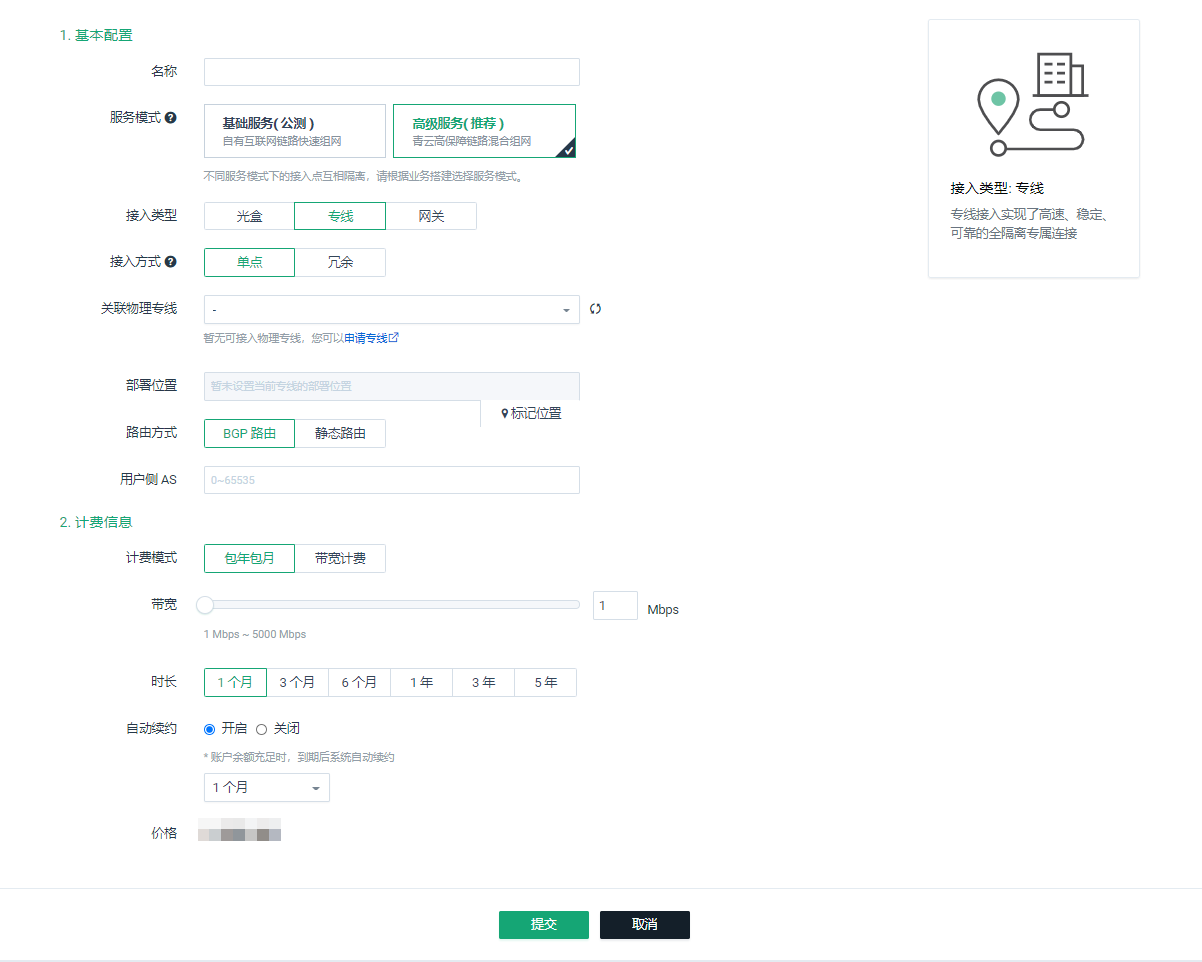 1. 基本配置
名称
服务模式
基础服务( 公测 )
自有互联网链路快速组网
高级服务( 推荐 )
青云高保障链路混合组网
不同服务模式下的接入点互相隔离，请根据业务搭建选择服务模式。
接入类型
光盒
专线
网关
接入方式
单点
冗余
关联物理专线
-
暂无可接入物理专线，您可以申请专线
部署位置
暂未设置当前专线的部署位置
标记位置
路由方式
BGP 路由
静态路由
用户侧 AS
0~65535
2. 计费信息
计费模式
包年包月
带宽计费
带宽
1
Mbps
1 Mbps ~ 5000 Mbps
时长
1 个月
3 个月
6 个月
1 年
3 年
5 年
自动续约
开启
关闭
* 账户余额充足时，到期后系统自动续约
1 个月
价格
提交
取消
接入类型: 专线
专线接入实现了高速、稳定、
可靠的全隔离专属连接